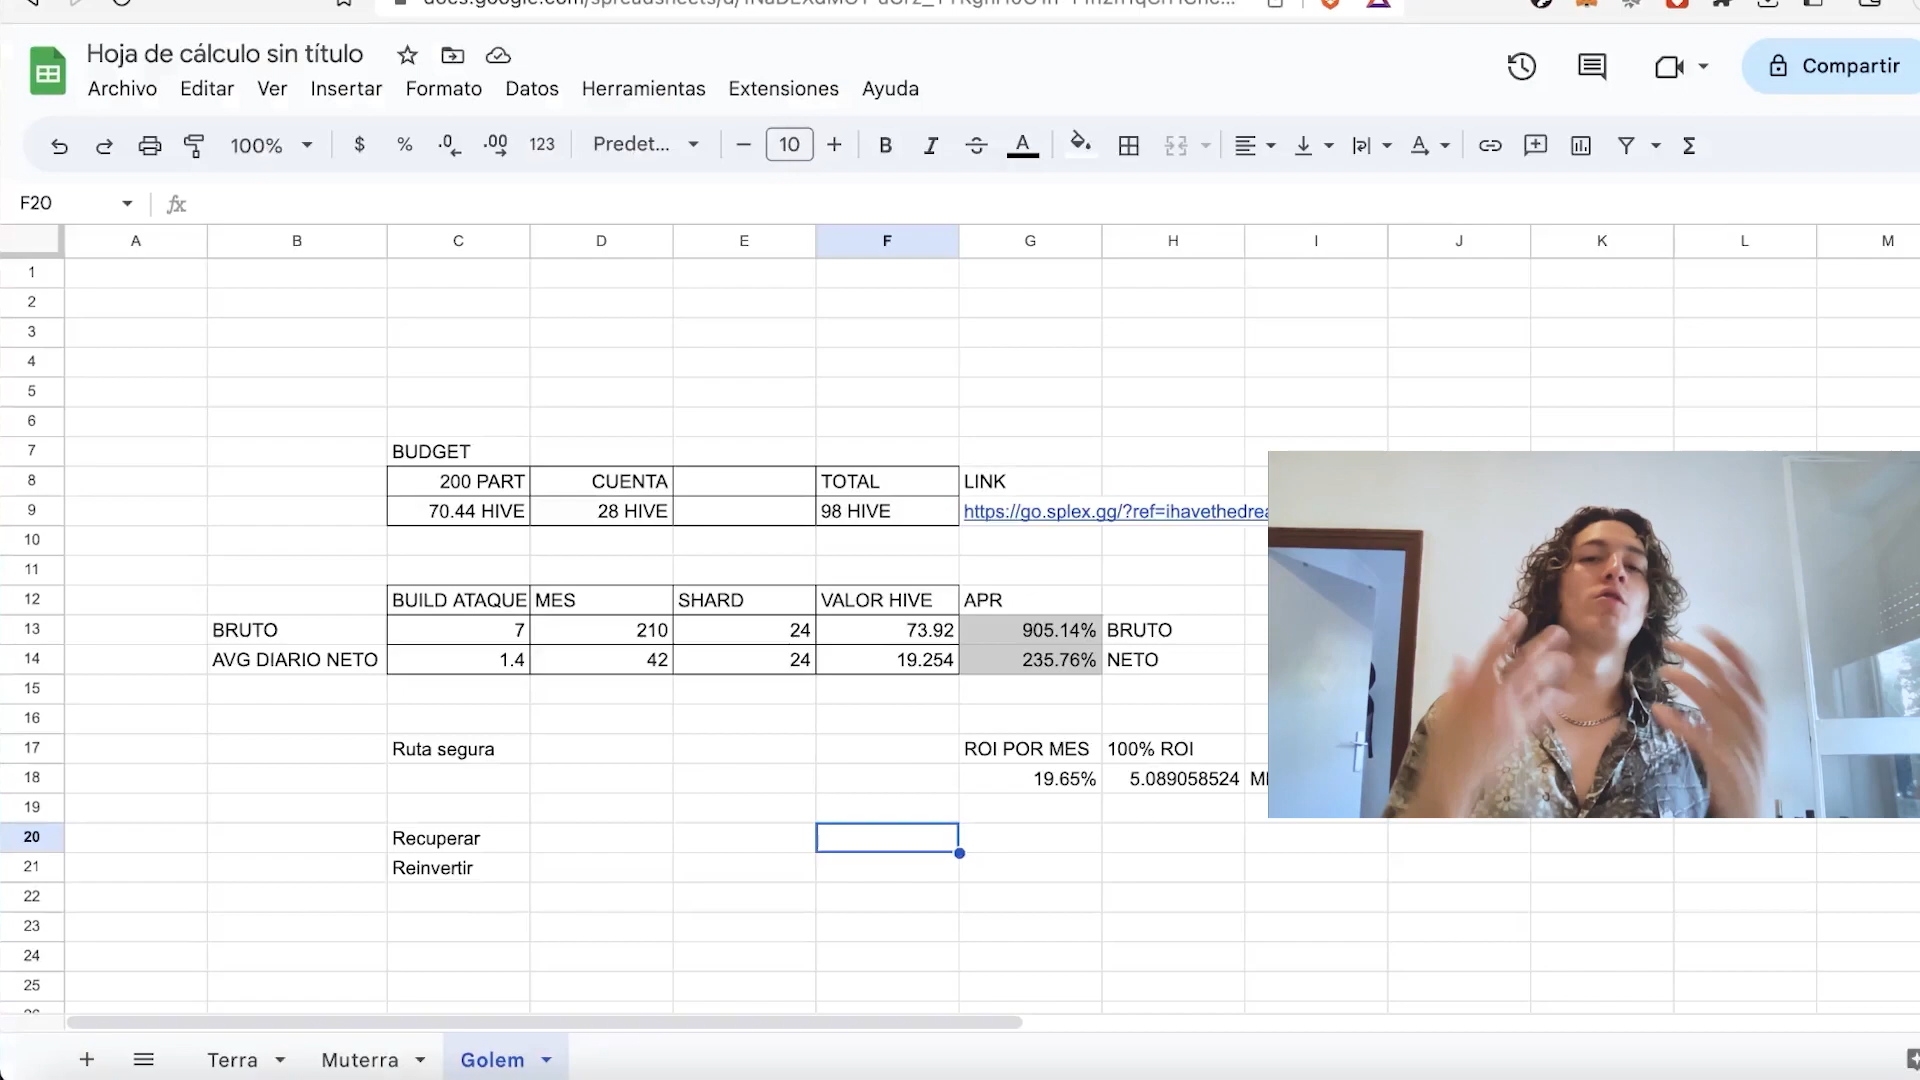 Hoja de cálculo sin título
Compartir
Archivo Editar Ver Insertar Formato Datos Herramientas Extensiones Ayuda
100% $ % .0 .00 123 Predet... − 10 + B I A Σ
F20 fx
A B C D E F G H I J K L M
1
2
3
4
5
6
7 BUDGET
8 200 PART CUENTA TOTAL LINK
9 70.44 HIVE 28 HIVE 98 HIVE https://go.splex.gg/?ref=ihavethedrea
10
11
12 BUILD ATAQUE MES SHARD VALOR HIVE APR
13 BRUTO 7 210 24 73.92 905.14% BRUTO
14 AVG DIARIO NETO 1.4 42 24 19.254 235.76% NETO
15
16
17 Ruta segura ROI POR MES 100% ROI
18 19.65% 5.089058524
19
20 Recuperar
21 Reinvertir
22
23
24
25
+ Terra Muterra Golem